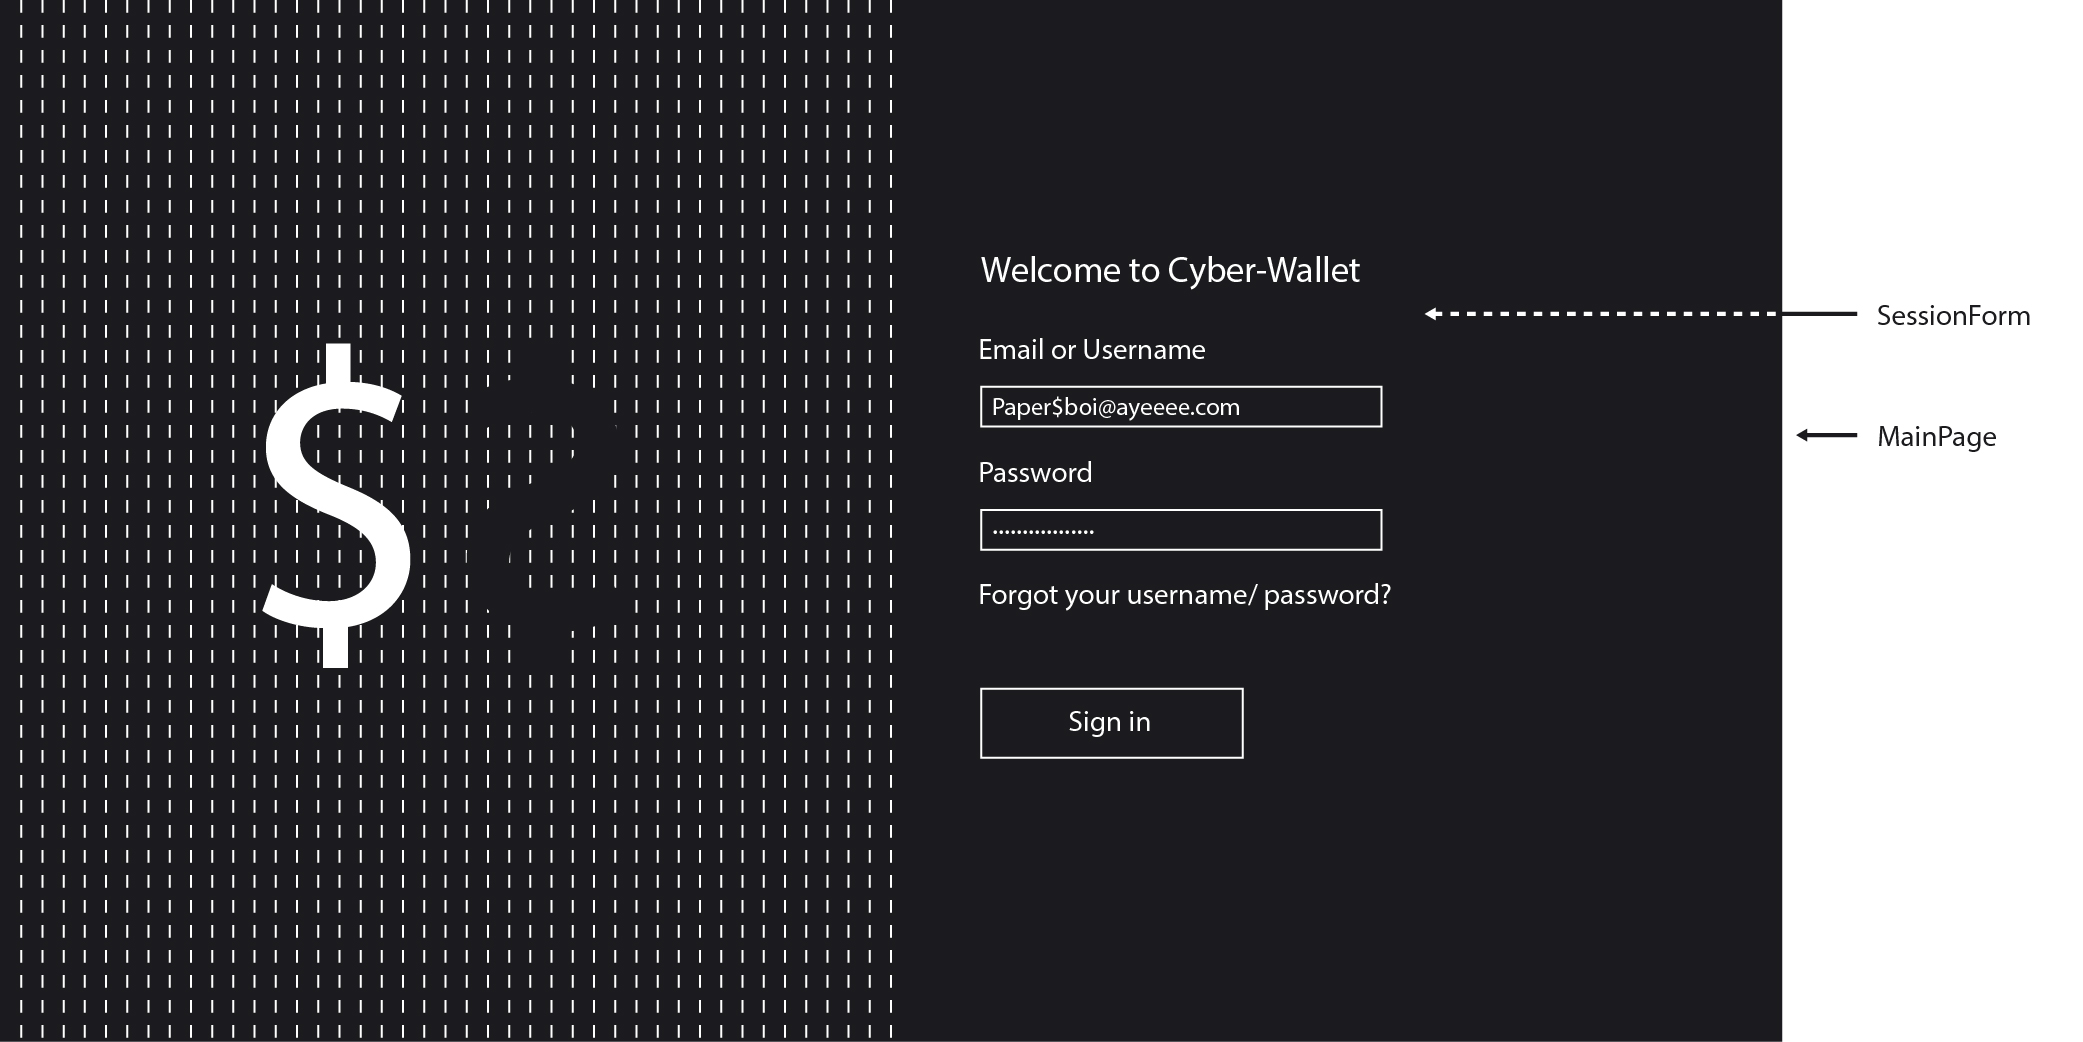 $
Welcome to Cyber-Wallet
Email or Username
Paper$boi@ayeeee.com
Password
.................
Forgot your username/ password?
Sign in
SessionForm
MainPage